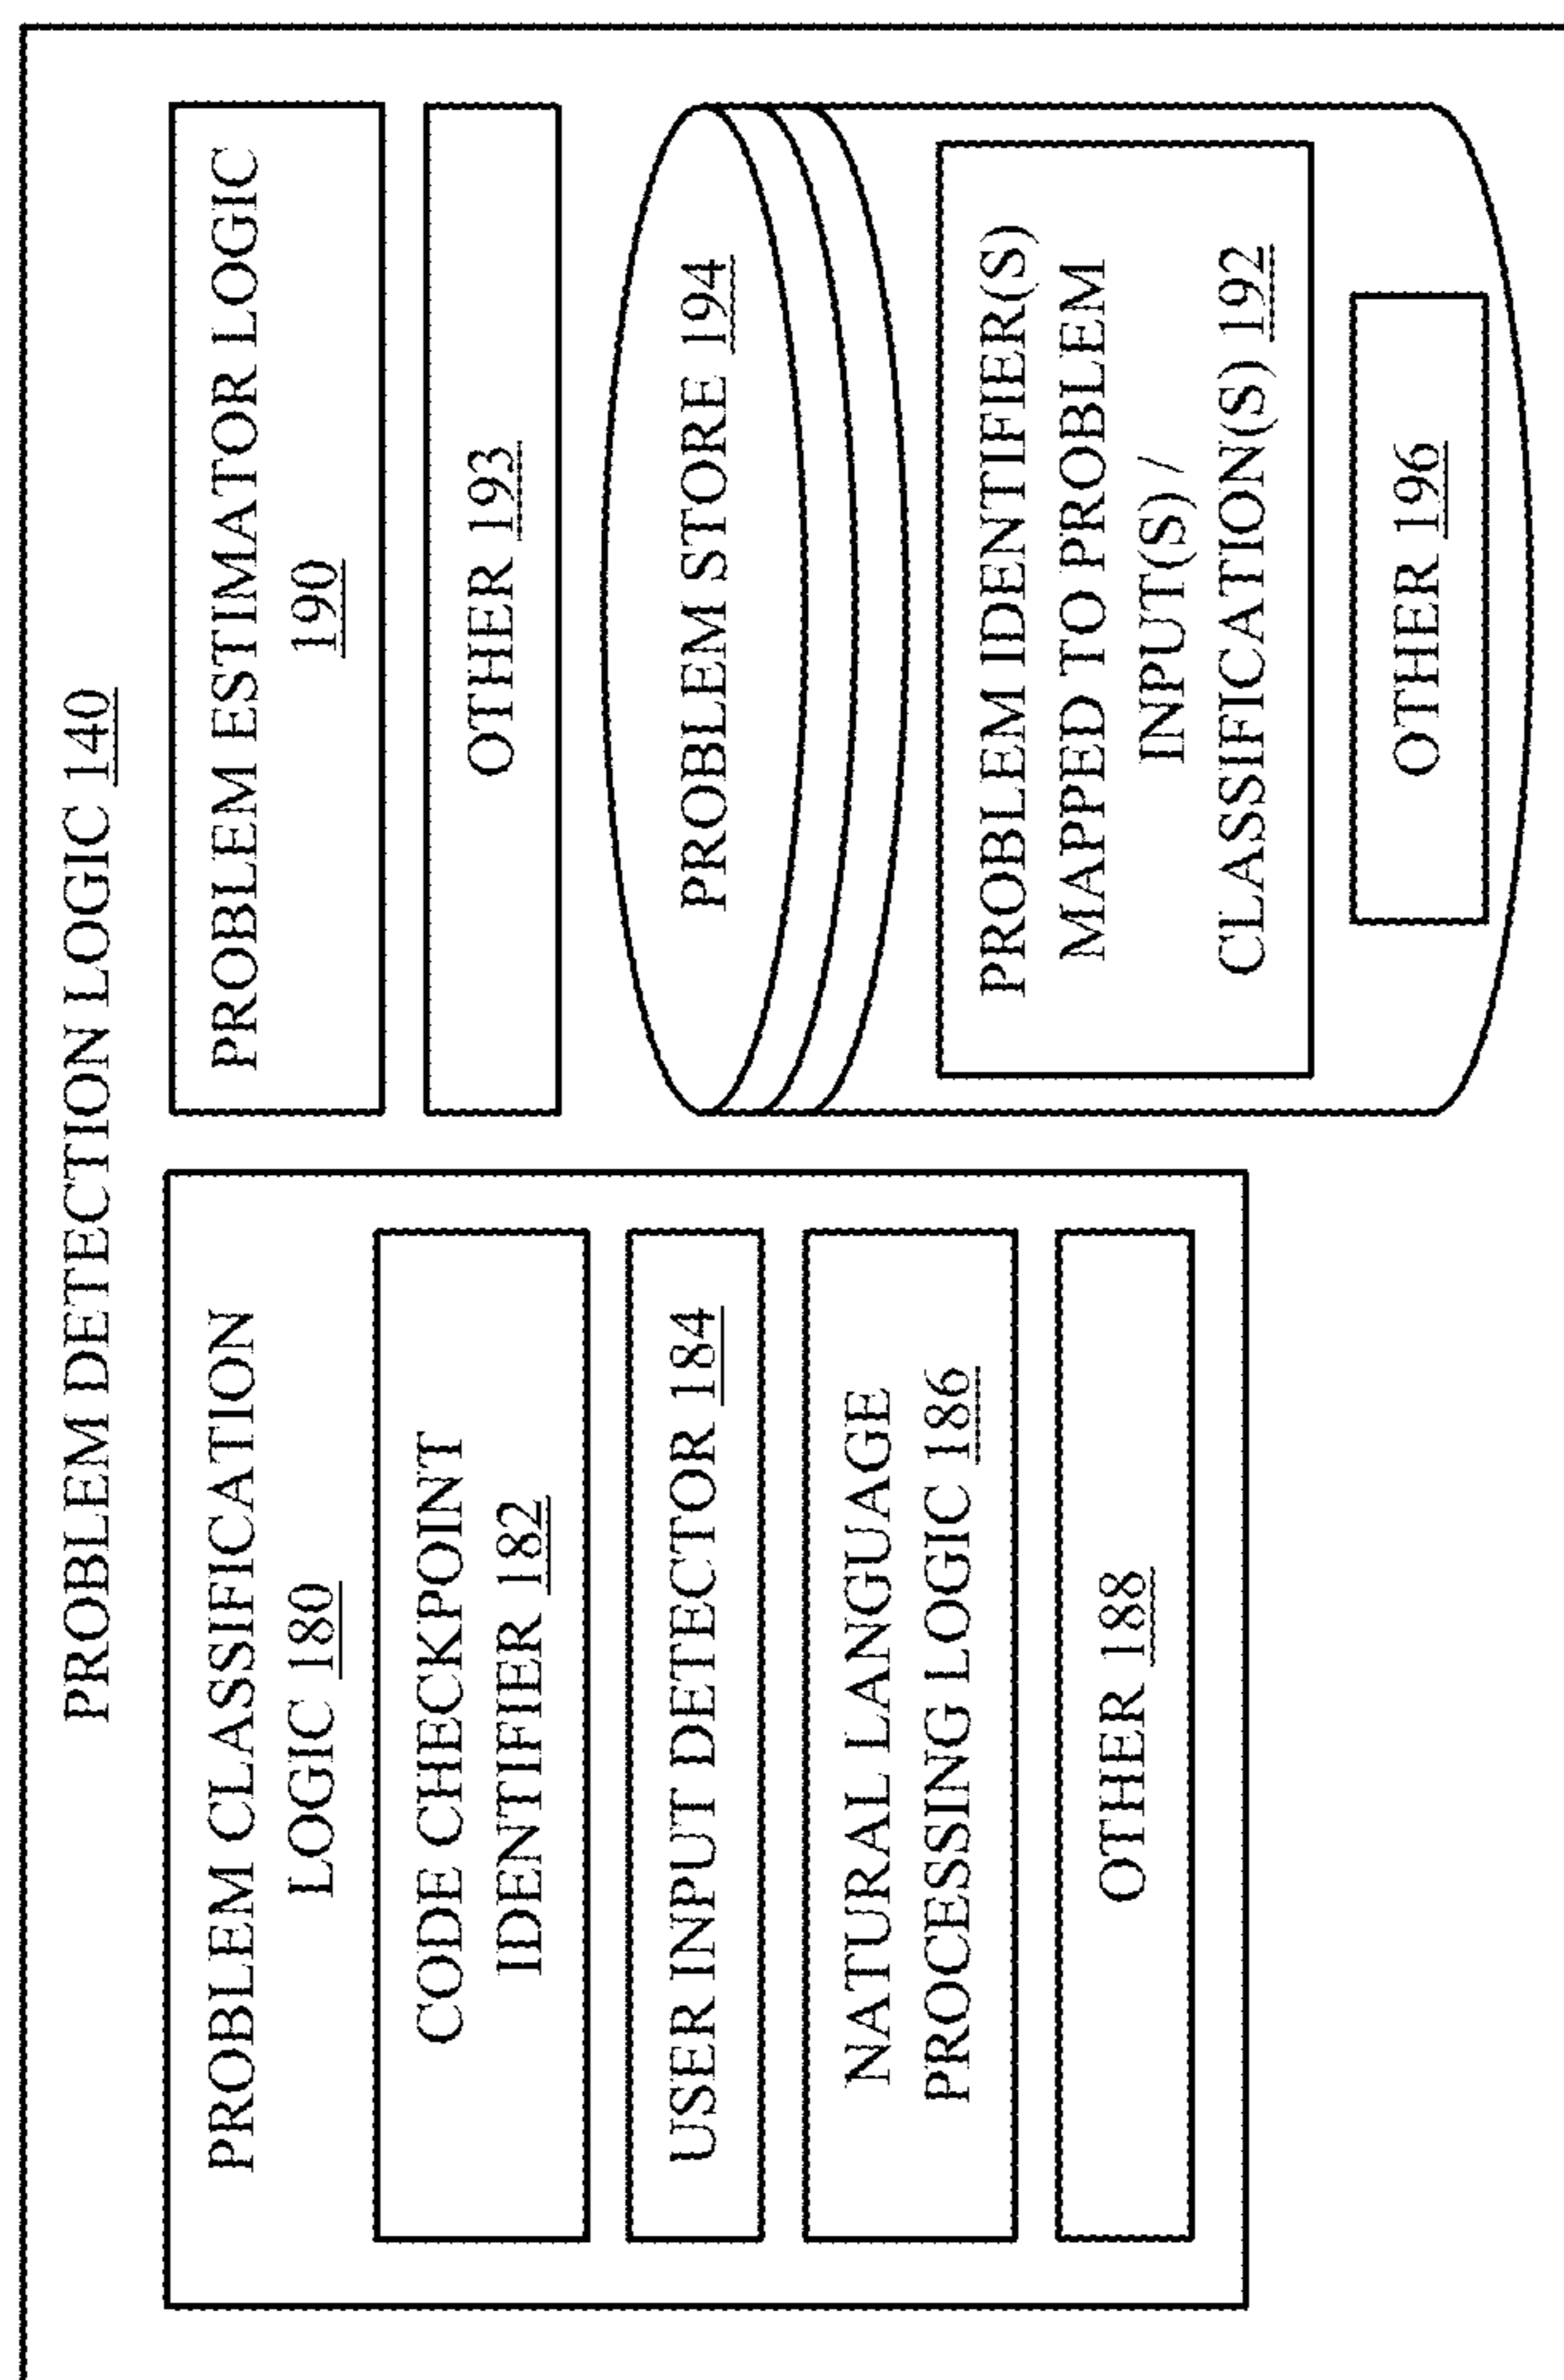 PROBLEM DETECTION LOGIC 140
PROBLEM CLASSIFICATION
LOGIC 180
CODE CHECKPOINT
IDENTIFIER 182
USER INPUT DETECTOR 184
NATURAL LANGUAGE
PROCESSING LOGIC 186
OTHER 188
PROBLEM ESTIMATOR LOGIC
190
OTHER 193
PROBLEM STORE 194
PROBLEM IDENTIFIER(S)
MAPPED TO PROBLEM
INPUT(S) /
CLASSIFICATION(S) 192
OTHER 196